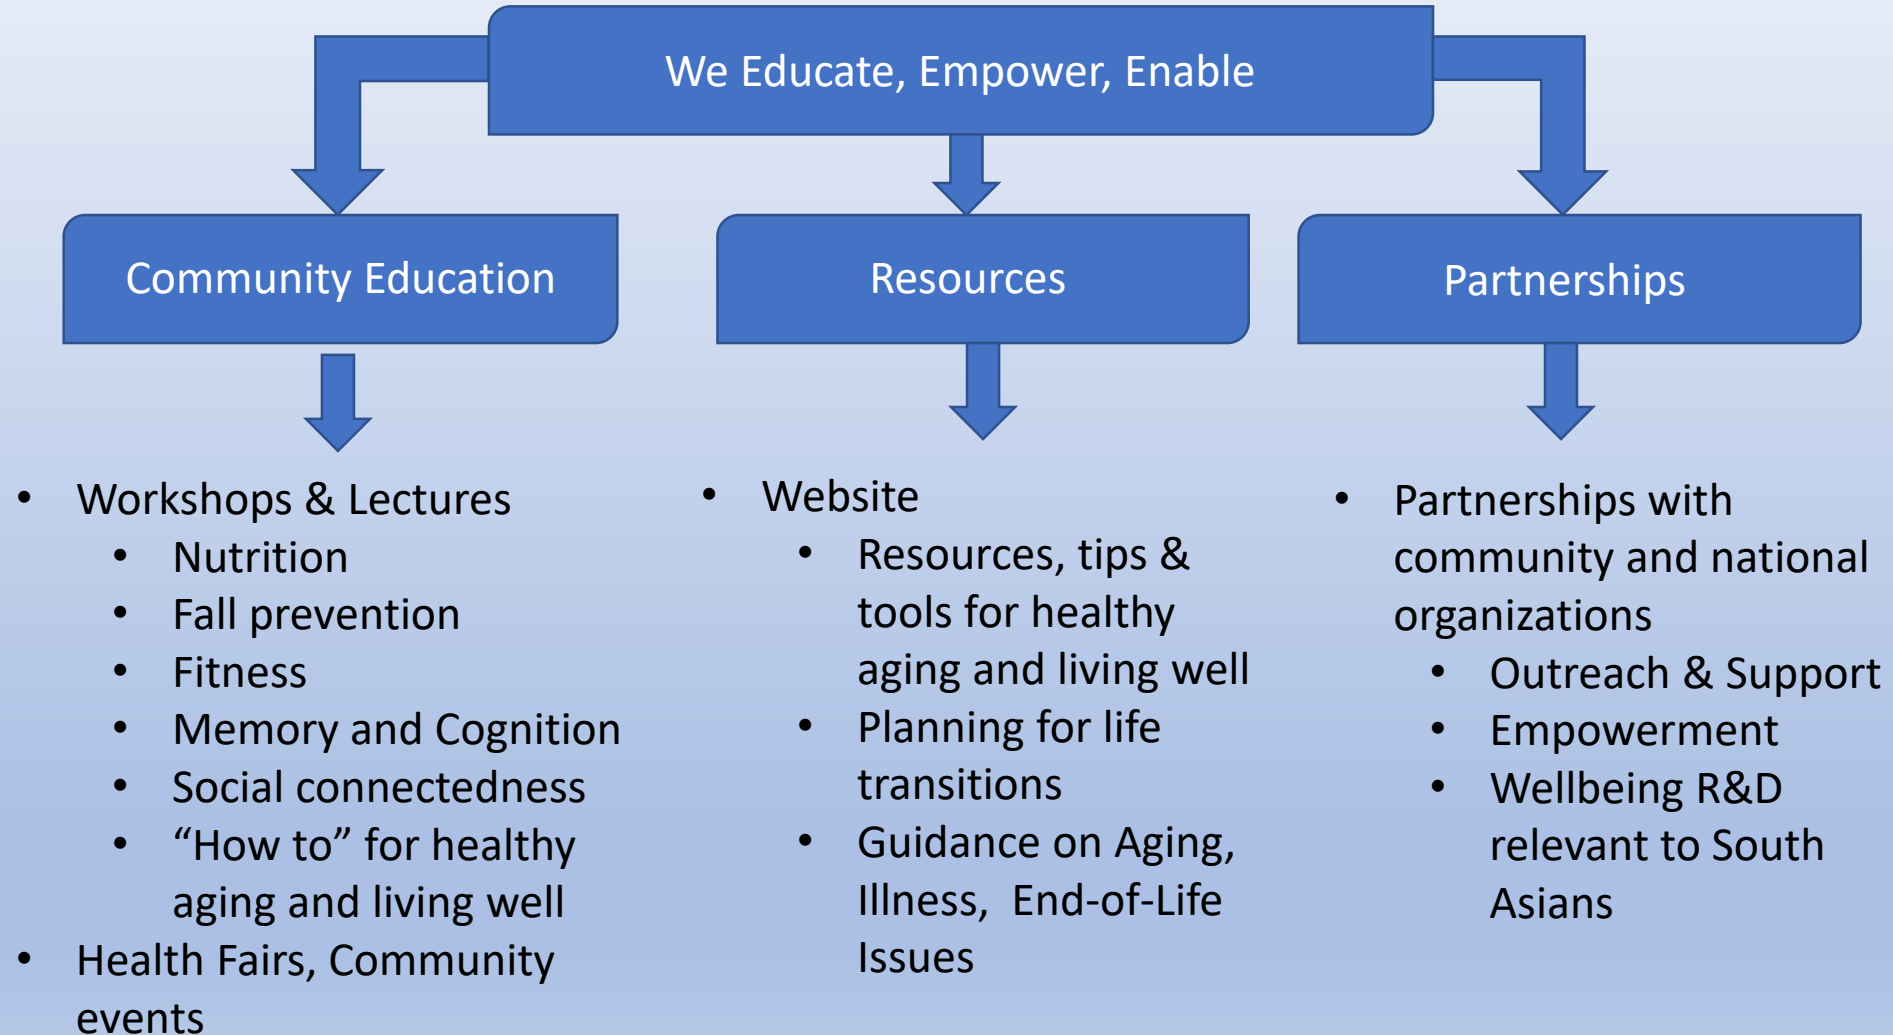 We Educate, Empower, Enable
Community Education
• Workshops & Lectures
• Nutrition
• Fall prevention
• Fitness
• Memory and Cognition
• Social connectedness
• “How to” for healthy
aging and living well
• Health Fairs, Community
events
Resources
• Website
• Resources, tips &
tools for healthy
aging and living well
• Planning for life
transitions
• Guidance on Aging,
Illness,  End-of-Life
Issues
Partnerships
• Partnerships with
community and national
organizations
• Outreach & Support
• Empowerment
• Wellbeing R&D
relevant to South
Asians